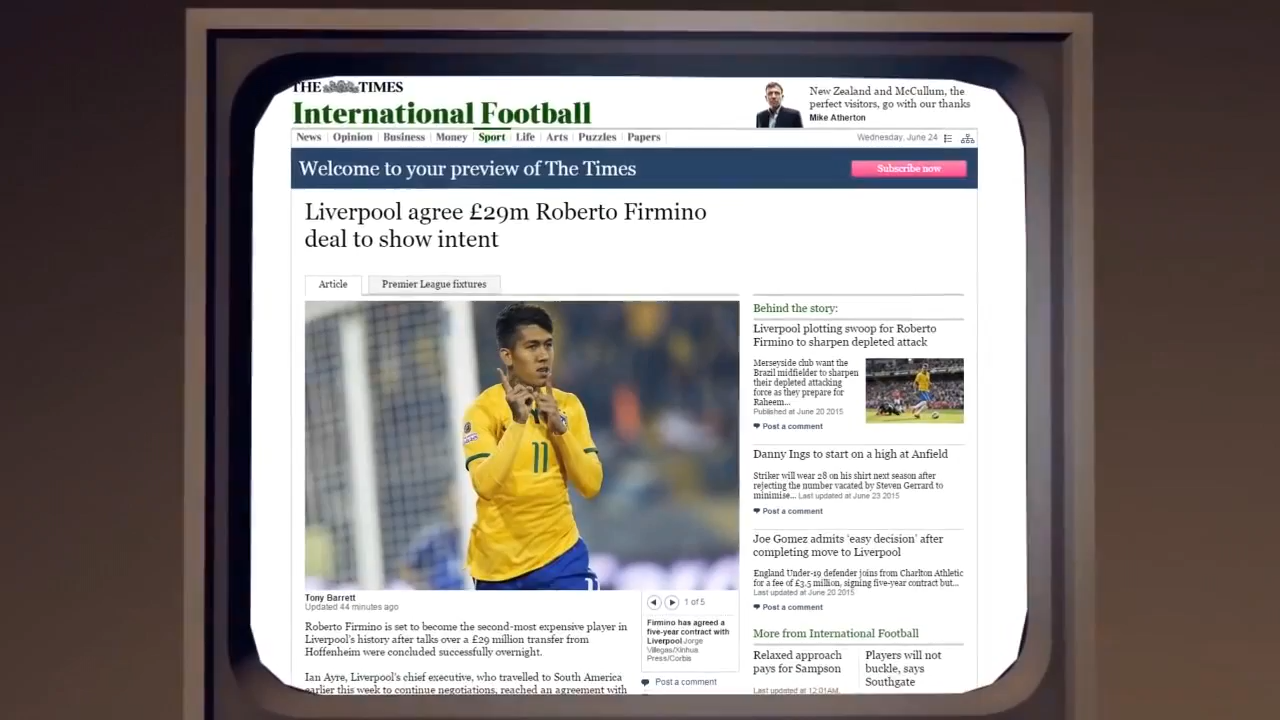 THE TIMES
International Football
New Zealand and McCullum, the
perfect visitors, go with our thanks
Mike Atherton
News Opinion Business Money Sport Life Arts Puzzles Papers
Wednesday, June 24
Welcome to your preview of The Times
Subscribe now
Liverpool agree £29m Roberto Firmino
deal to show intent
Article
Premier League fixtures
11
11
Tony Barrett
Updated 44 minutes ago
Roberto Firmino is set to become the second-most expensive player in
Liverpool's history after talks over a £29 million transfer from
Hoffenheim were concluded successfully overnight.
Ian Ayre, Liverpool's chief executive, who travelled to South America
earlier this week to continue negotiations, reached an agreement with
1 of 5
Firmino has agreed a
five-year contract with
Liverpool Jorge
Villegas/Xinhua
Press/Corbis
Post a comment
Behind the story:
Liverpool plotting swoop for Roberto
Firmino to sharpen depleted attack
Merseyside club want the
Brazil midfielder to sharpen
their depleted attacking
force as they prepare for
Raheem...
Published at June 20 2015
Post a comment
Danny Ings to start on a high at Anfield
Striker will wear 28 on his shirt next season after
rejecting the number vacated by Steven Gerrard to
minimise... Last updated at June 23 2015
Post a comment
Joe Gomez admits ‘easy decision’ after
completing move to Liverpool
England Under-19 defender joins from Charlton Athletic
for a fee of £3.5 million, signing five-year contract but...
Last updated at June 20 2015
Post a comment
More from International Football
Relaxed approach
pays for Sampson
Last updated at 12:01AM,
Players will not
buckle, says
Southgate